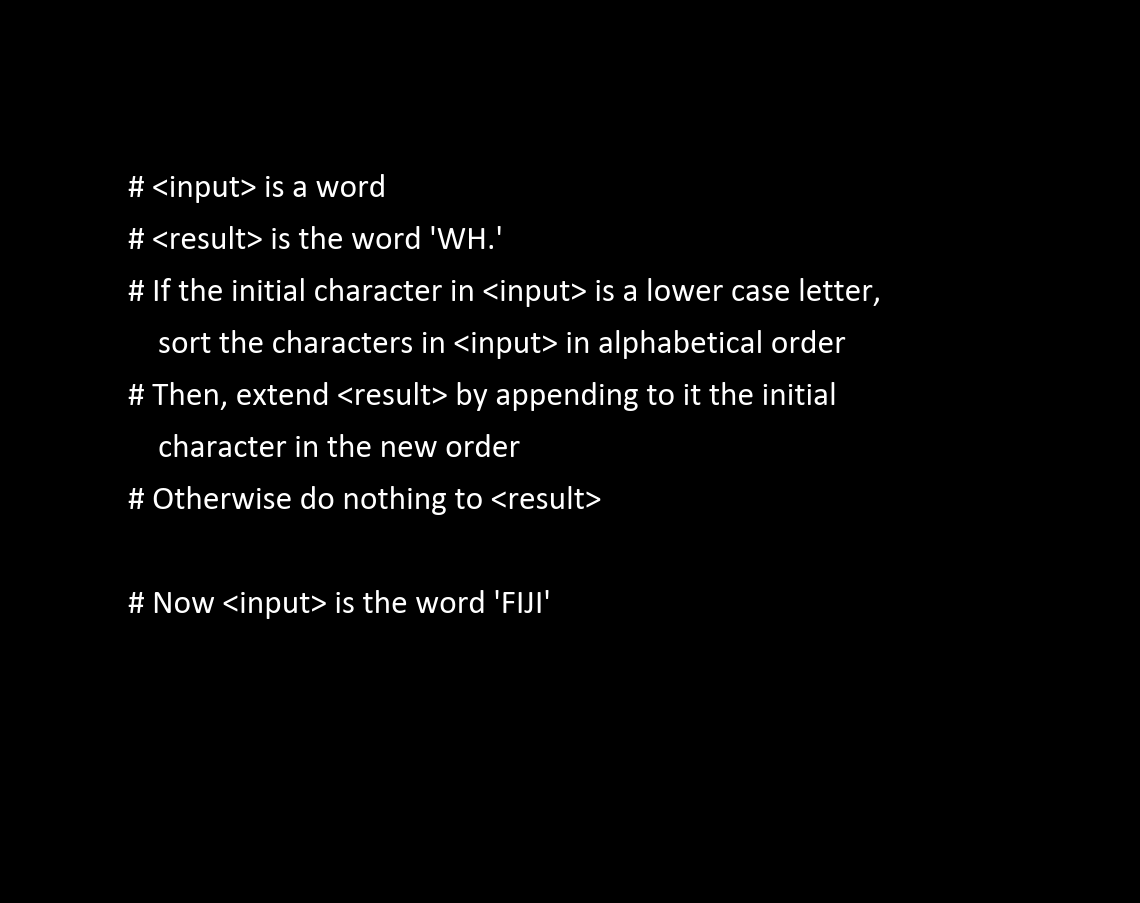 # <input> is a word
# <result> is the word 'WH.'
# If the initial character in <input> is a lower case letter,
sort the characters in <input> in alphabetical order
# Then, extend <result> by appending to it the initial
character in the new order
# Otherwise do nothing to <result>
# Now <input> is the word 'FIJI'